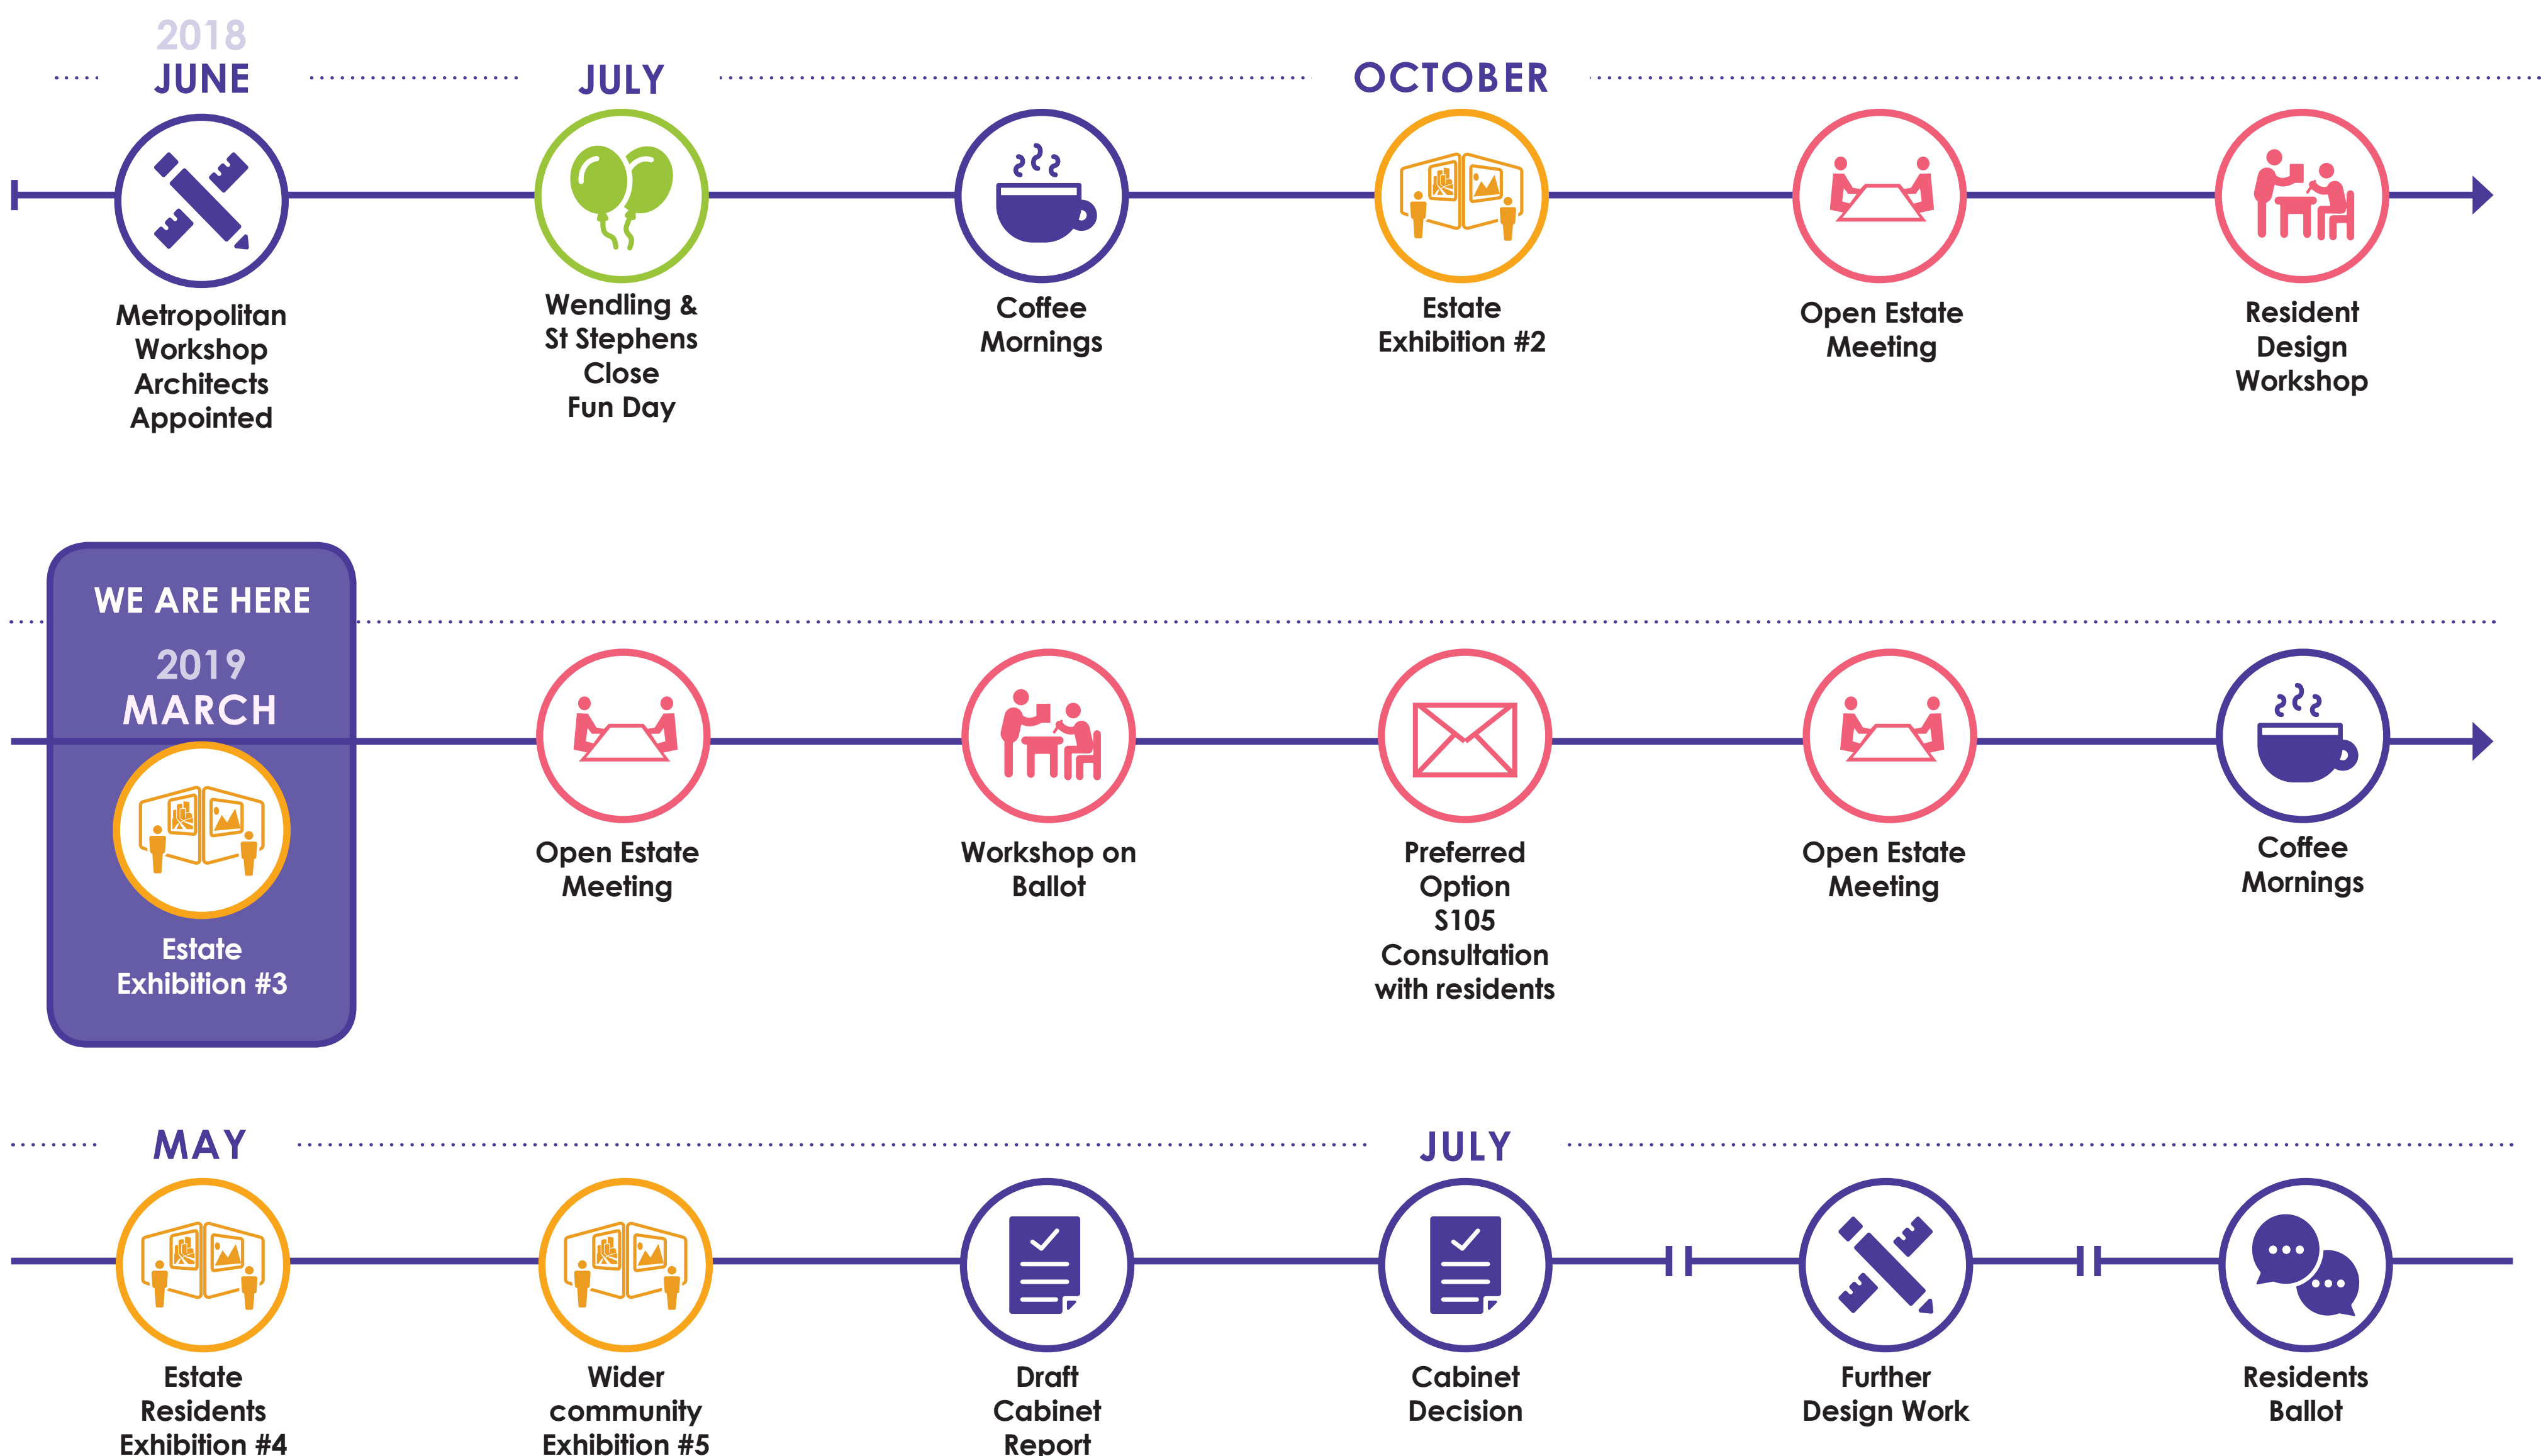 2018
JUNE
JULY
OCTOBER
Metropolitan
Workshop
Architects
Appointed
Wendling &
St Stephens
Close
Fun Day
Coffee
Mornings
Estate
Exhibition #2
Open Estate
Meeting
Resident
Design
Workshop
WE ARE HERE
2019
MARCH
Estate
Exhibition #3
Open Estate
Meeting
Workshop on
Ballot
Preferred
Option
S105
Consultation
with residents
Open Estate
Meeting
Coffee
Mornings
MAY
JULY
Estate
Residents
Exhibition #4
Wider
community
Exhibition #5
Draft
Cabinet
Report
Cabinet
Decision
Further
Design Work
Residents
Ballot